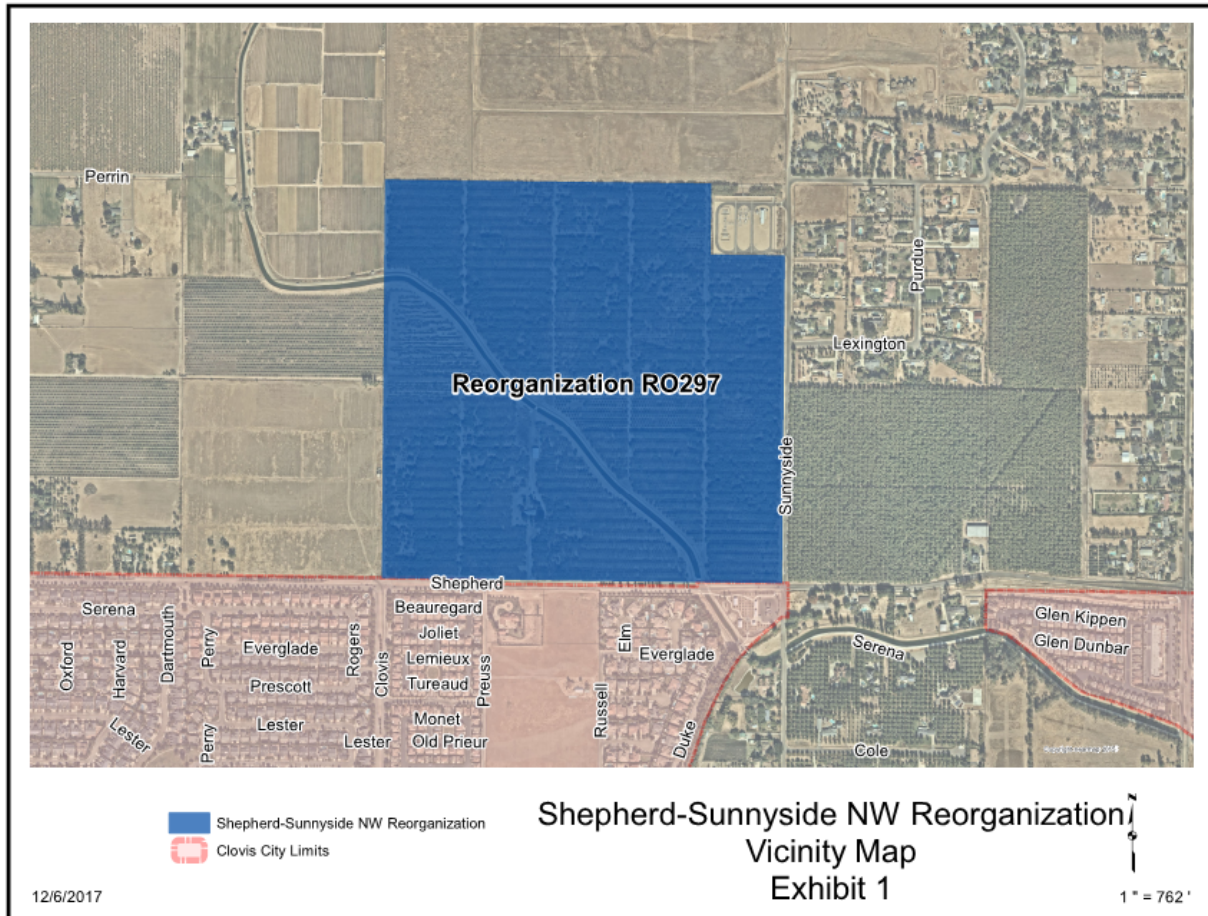 Perrin
Purdue
Lexington
Reorganization RO297
Sunnyside
Shepherd
Serena
Oxford
Harvard
Dartmouth
Lester
Perry
Perry
Everglade
Prescott
Lester
Rogers
Clovis
Lester
Beauregard
Joliet
Lemieux
Tureaud
Monet
Old Prieur
Preuss
Russell
Elm
Everglade
Duke
Serena
Cole
Glen Kippen
Glen Dunbar
Shepherd-Sunnyside NW Reorganization
Clovis City Limits
12/6/2017
Shepherd-Sunnyside NW Reorganization
Vicinity Map
Exhibit 1
N
1 " = 762 '